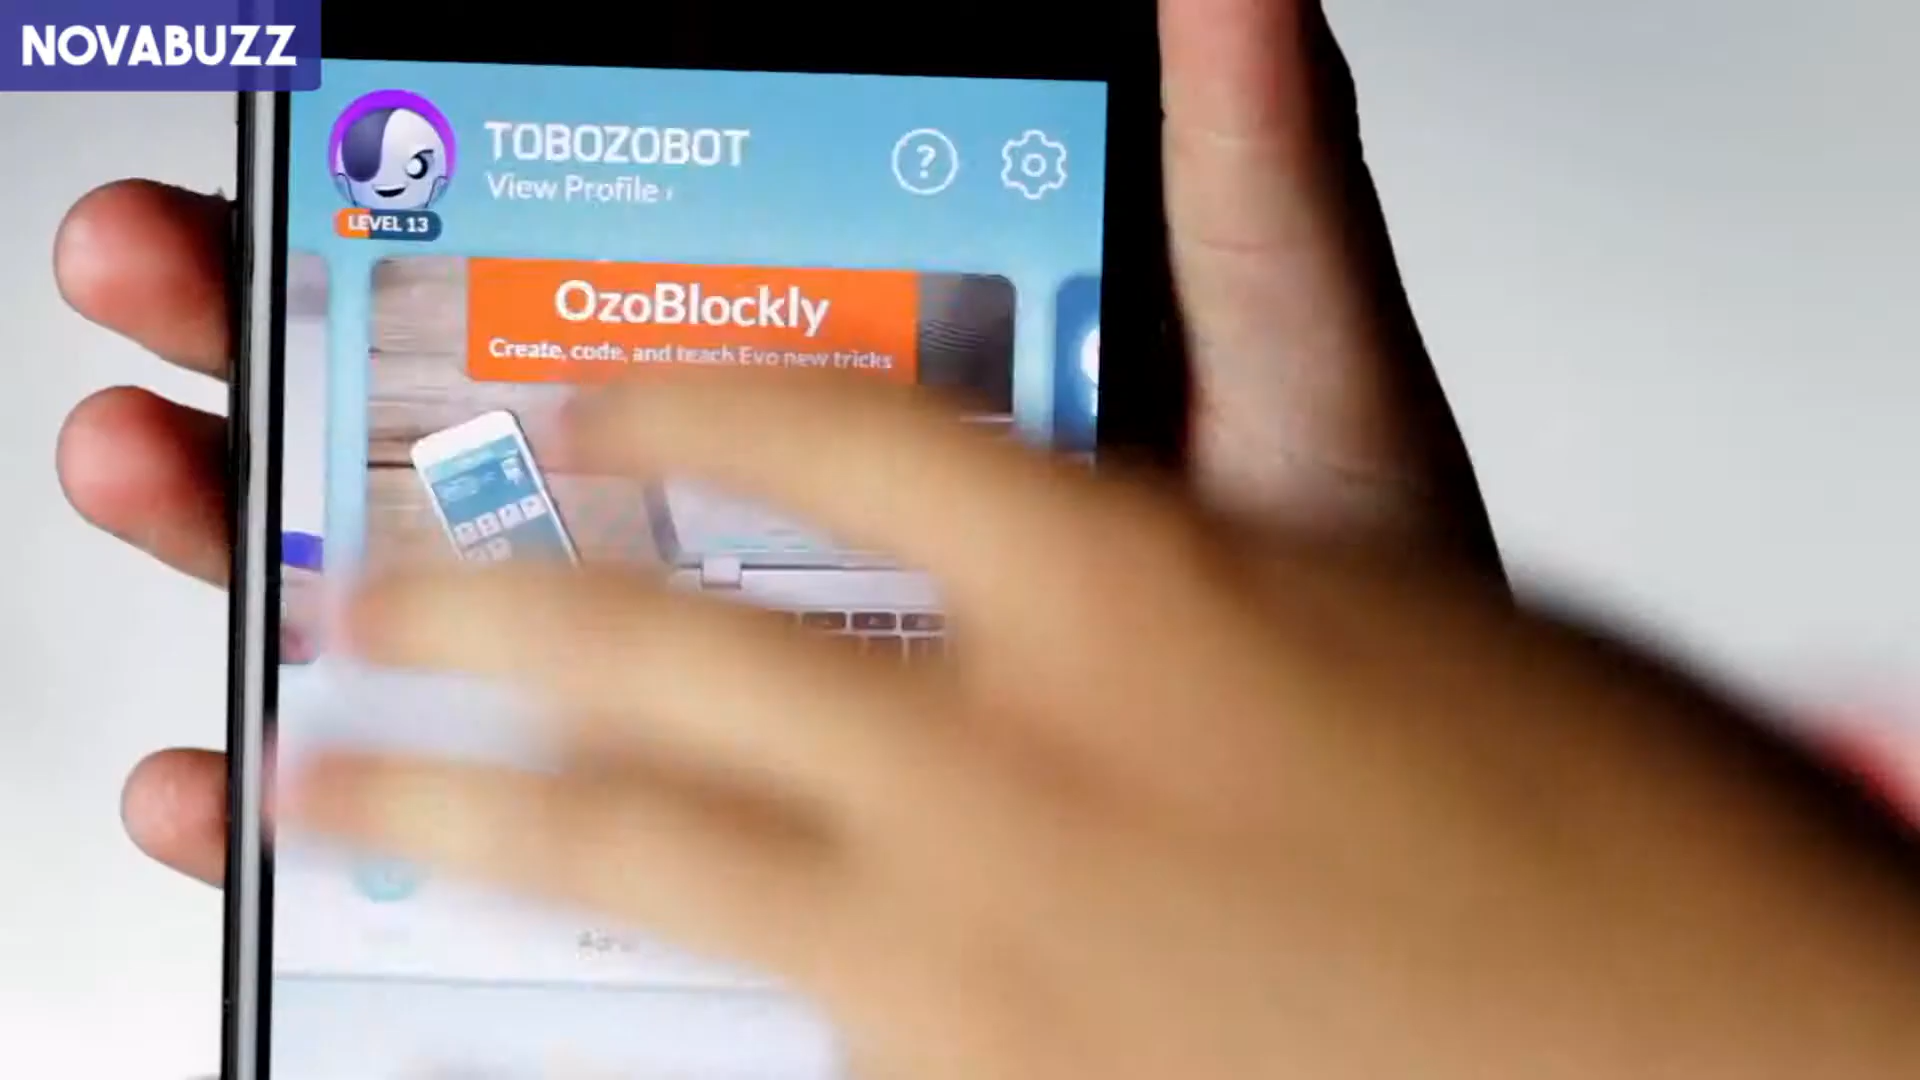 NOVABUZZ
TOBOZOBOT
View Profile ›
LEVEL 13
OzoBlockly
Create, code, and teach Evo new tricks